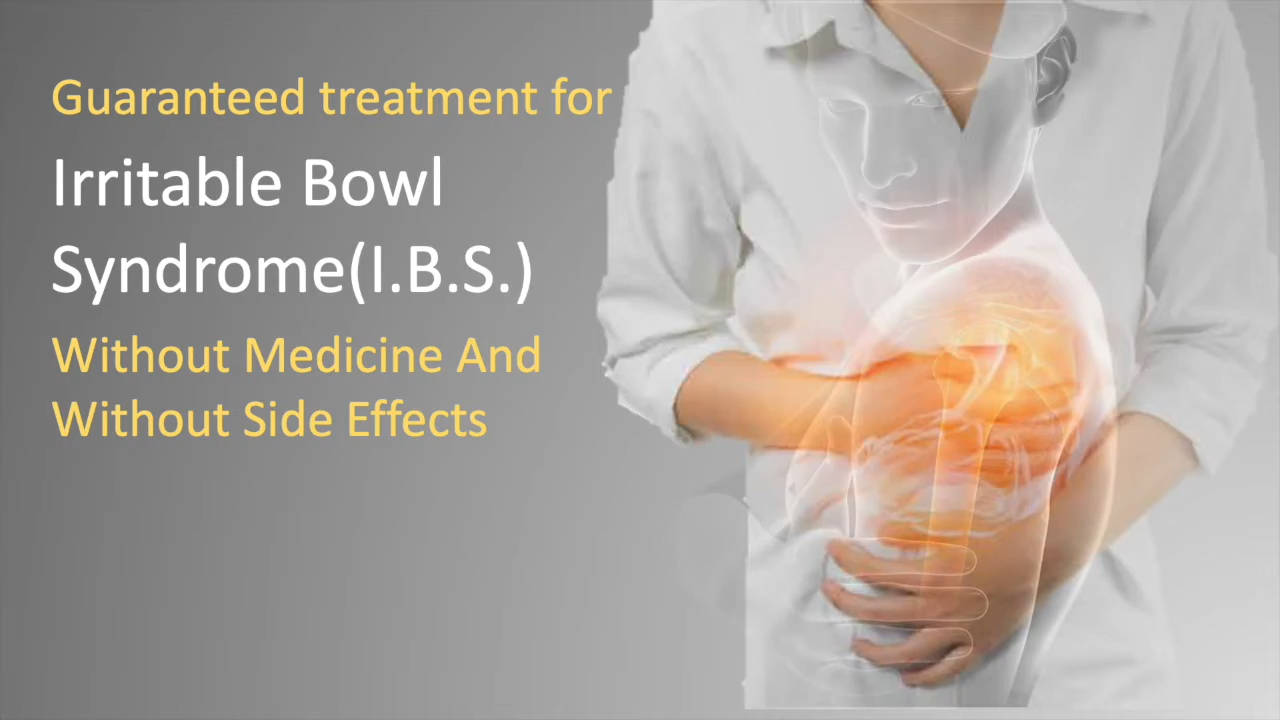 Guaranteed treatment for
Irritable Bowl
Syndrome(I.B.S.)
Without Medicine And
Without Side Effects